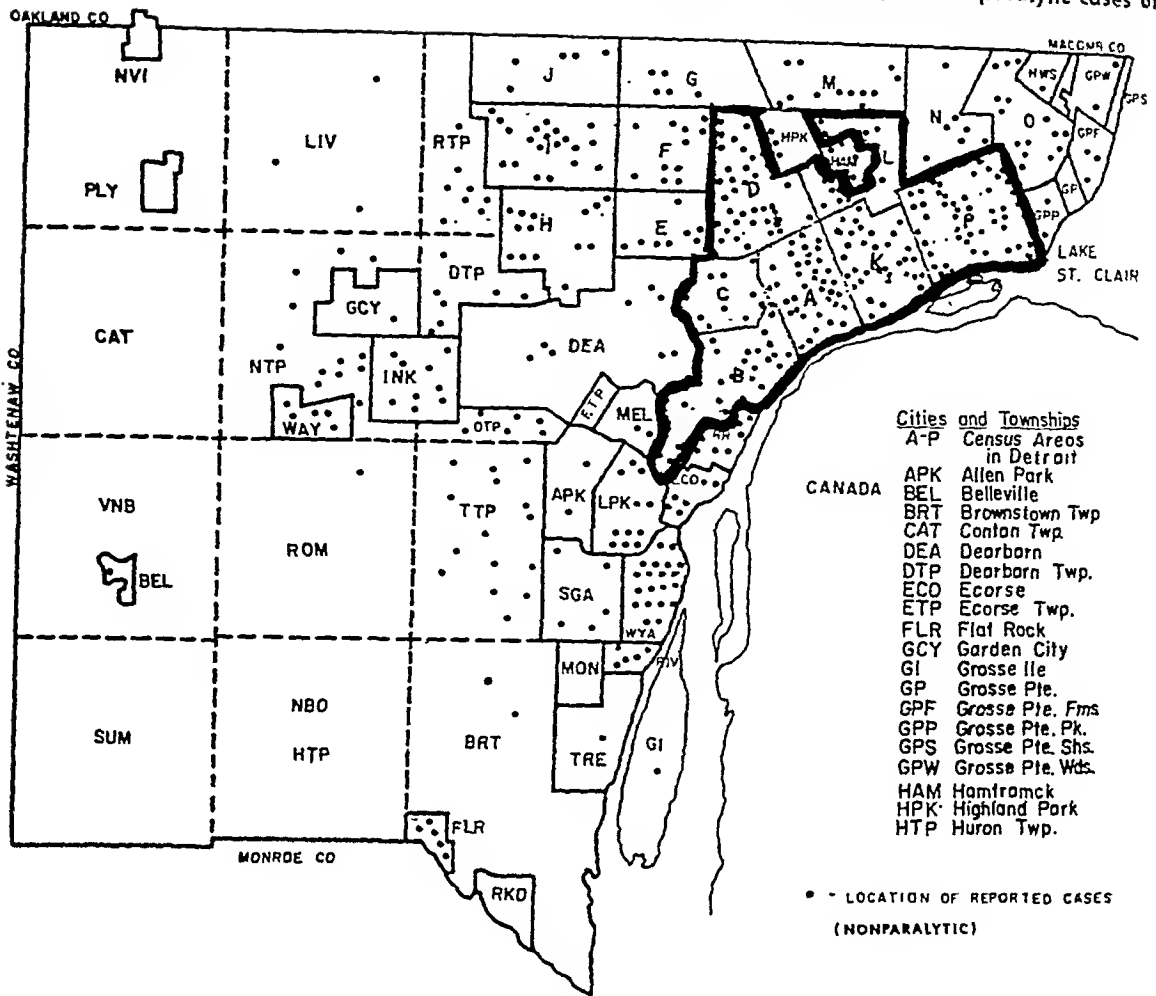 paralytic cases of
OAKLAND CO
MACOMB CO
NVI
J
G
M
HWS
GPW
GPS
LIV
RTP
N
O
I
F
HPK
GPF
PLY
D
HAM
L
GP
H
E
P
GPP
DTP
K
LAKE
ST. CLAIR
GCY
C
A
CAT
DEA
WASHTENAW CO
NTP
INK
B
ETP
MEL
WAY
OTP
RR
Cities and Townships
A-P Census Areas
in Detroit
ECO
CANADA
APK Allen Park
VNB
APK
LPK
BEL Belleville
TTP
BRT Brownstown Twp
ROM
CAT Canton Twp.
DEA Dearborn
BEL
DTP Dearborn Twp.
SGA
ECO Ecorse
ETP Ecorse Twp.
WYA
FLR Flat Rock
MON
RIV
GCY Garden City
GI Grosse Ile
NBO
GP Grosse Pte.
GPF Grosse Pte. Fms
SUM
HTP
BRT
TRE
GI
GPP Grosse Pte. Pk.
GPS Grosse Pte. Shs.
GPW Grosse Pte. Wds.
HAM Hamtramck
HPK Highland Park
FLR
HTP Huron Twp.
MONROE CO
RKD
• - LOCATION OF REPORTED CASES
(NONPARALYTIC)